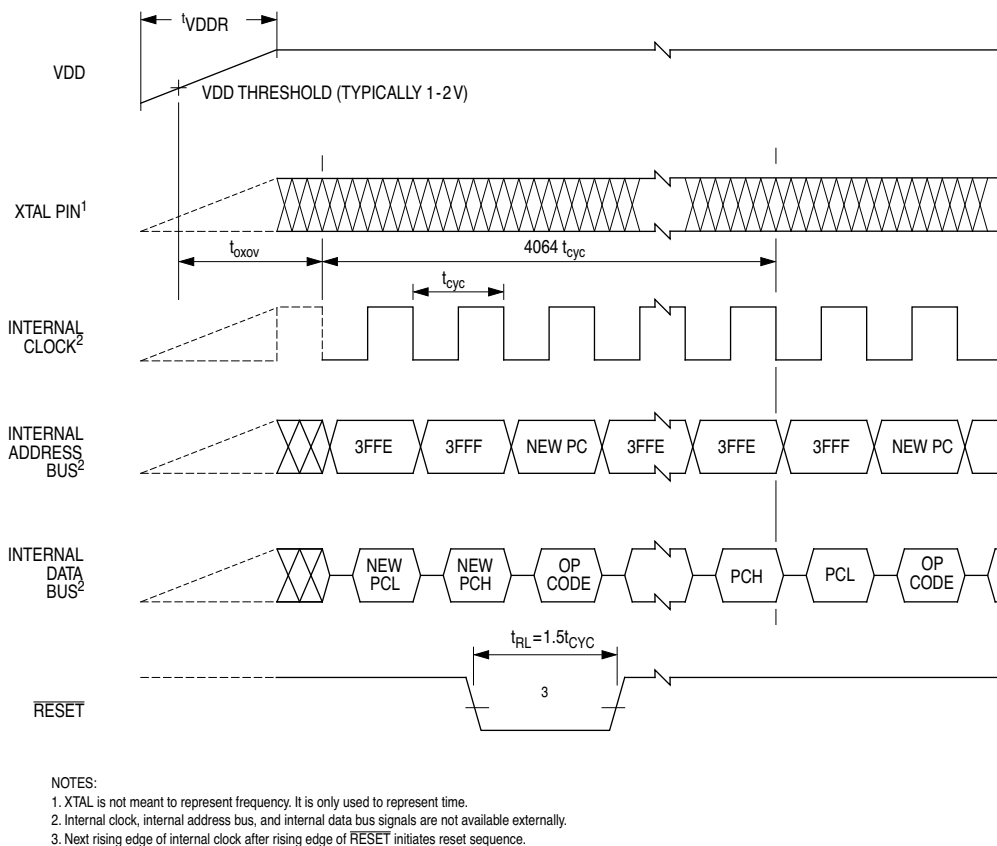 tVDDR
VDD
VDD THRESHOLD (TYPICALLY 1-2 V)
XTAL PIN1
toxov
4064 tcyc
tcyc
INTERNAL
CLOCK2
INTERNAL
ADDRESS
BUS2
3FFE
3FFF
NEW PC
3FFE
3FFE
3FFF
NEW PC
INTERNAL
DATA
BUS2
NEW
PCL
NEW
PCH
OP
CODE
PCH
PCL
OP
CODE
tRL=1.5tCYC
3
RESET
NOTES:
1. XTAL is not meant to represent frequency. It is only used to represent time.
2. Internal clock, internal address bus, and internal data bus signals are not available externally.
3. Next rising edge of internal clock after rising edge of RESET initiates reset sequence.